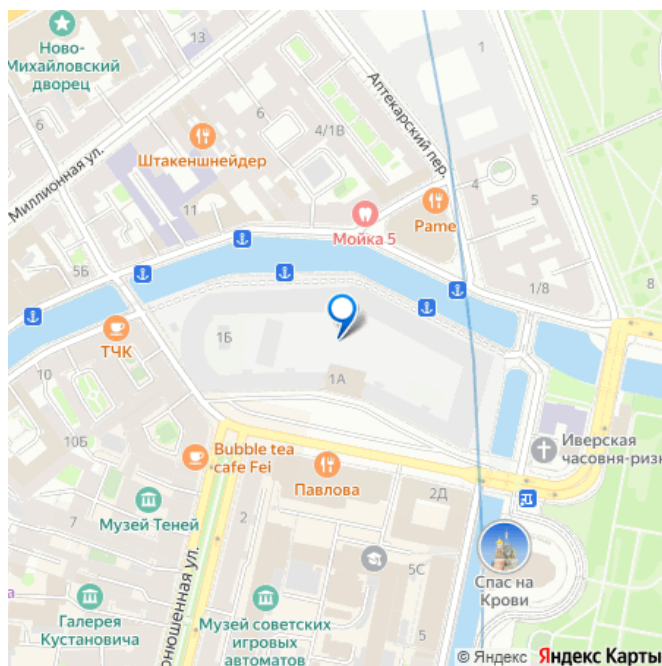 Ново-
Михайловский
дворец
13
1
6
6
4/1В
Аптекарский пер.
Штакеншнейдер
Миллионная ул.
11
4
5
Мойка 5
Pame
5Б
1/8
8
ТЧК
1Б
10
1А
10Б
Bubble tea
cafe Fei
Иверская
часовня-ризн
Павлова
2Д
Музей Теней
2
7
5С
Спас на
Крови
онюшенная ул.
Галерея
Кустановича
Музей советских
игровых
автоматов
5
а
© Яндекс Яндекс Карты